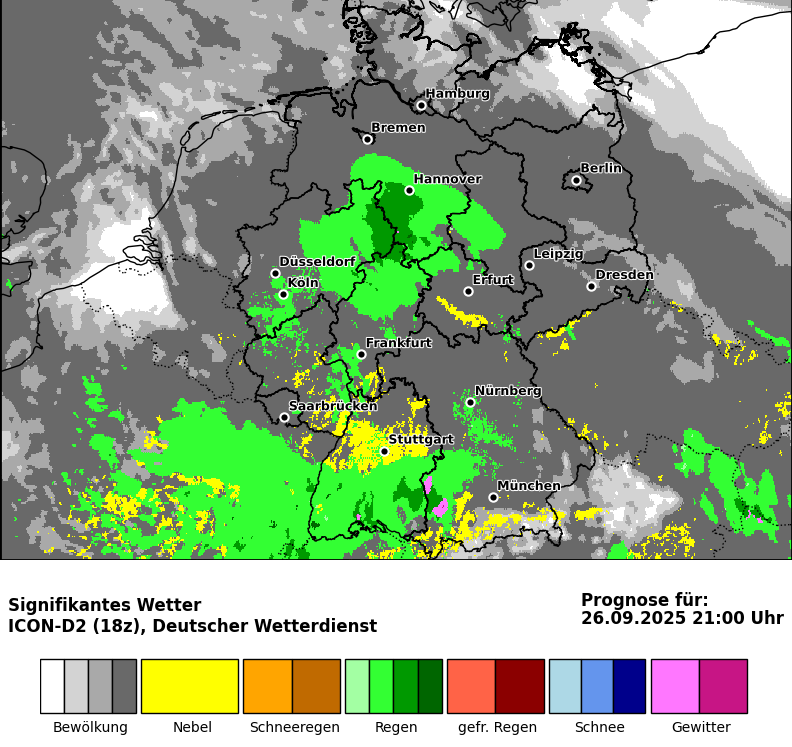 Hamburg
Bremen
Berlin
Hannover
Leipzig
Düsseldorf
Köln
Erfurt
Dresden
Frankfurt
Nürnberg
Saarbrücken
Stuttgart
München
Signifikantes Wetter
ICON-D2 (18z), Deutscher Wetterdienst
Prognose für:
26.09.2025 21:00 Uhr
Bewölkung Nebel Schneeregen Regen gefr. Regen Schnee Gewitter